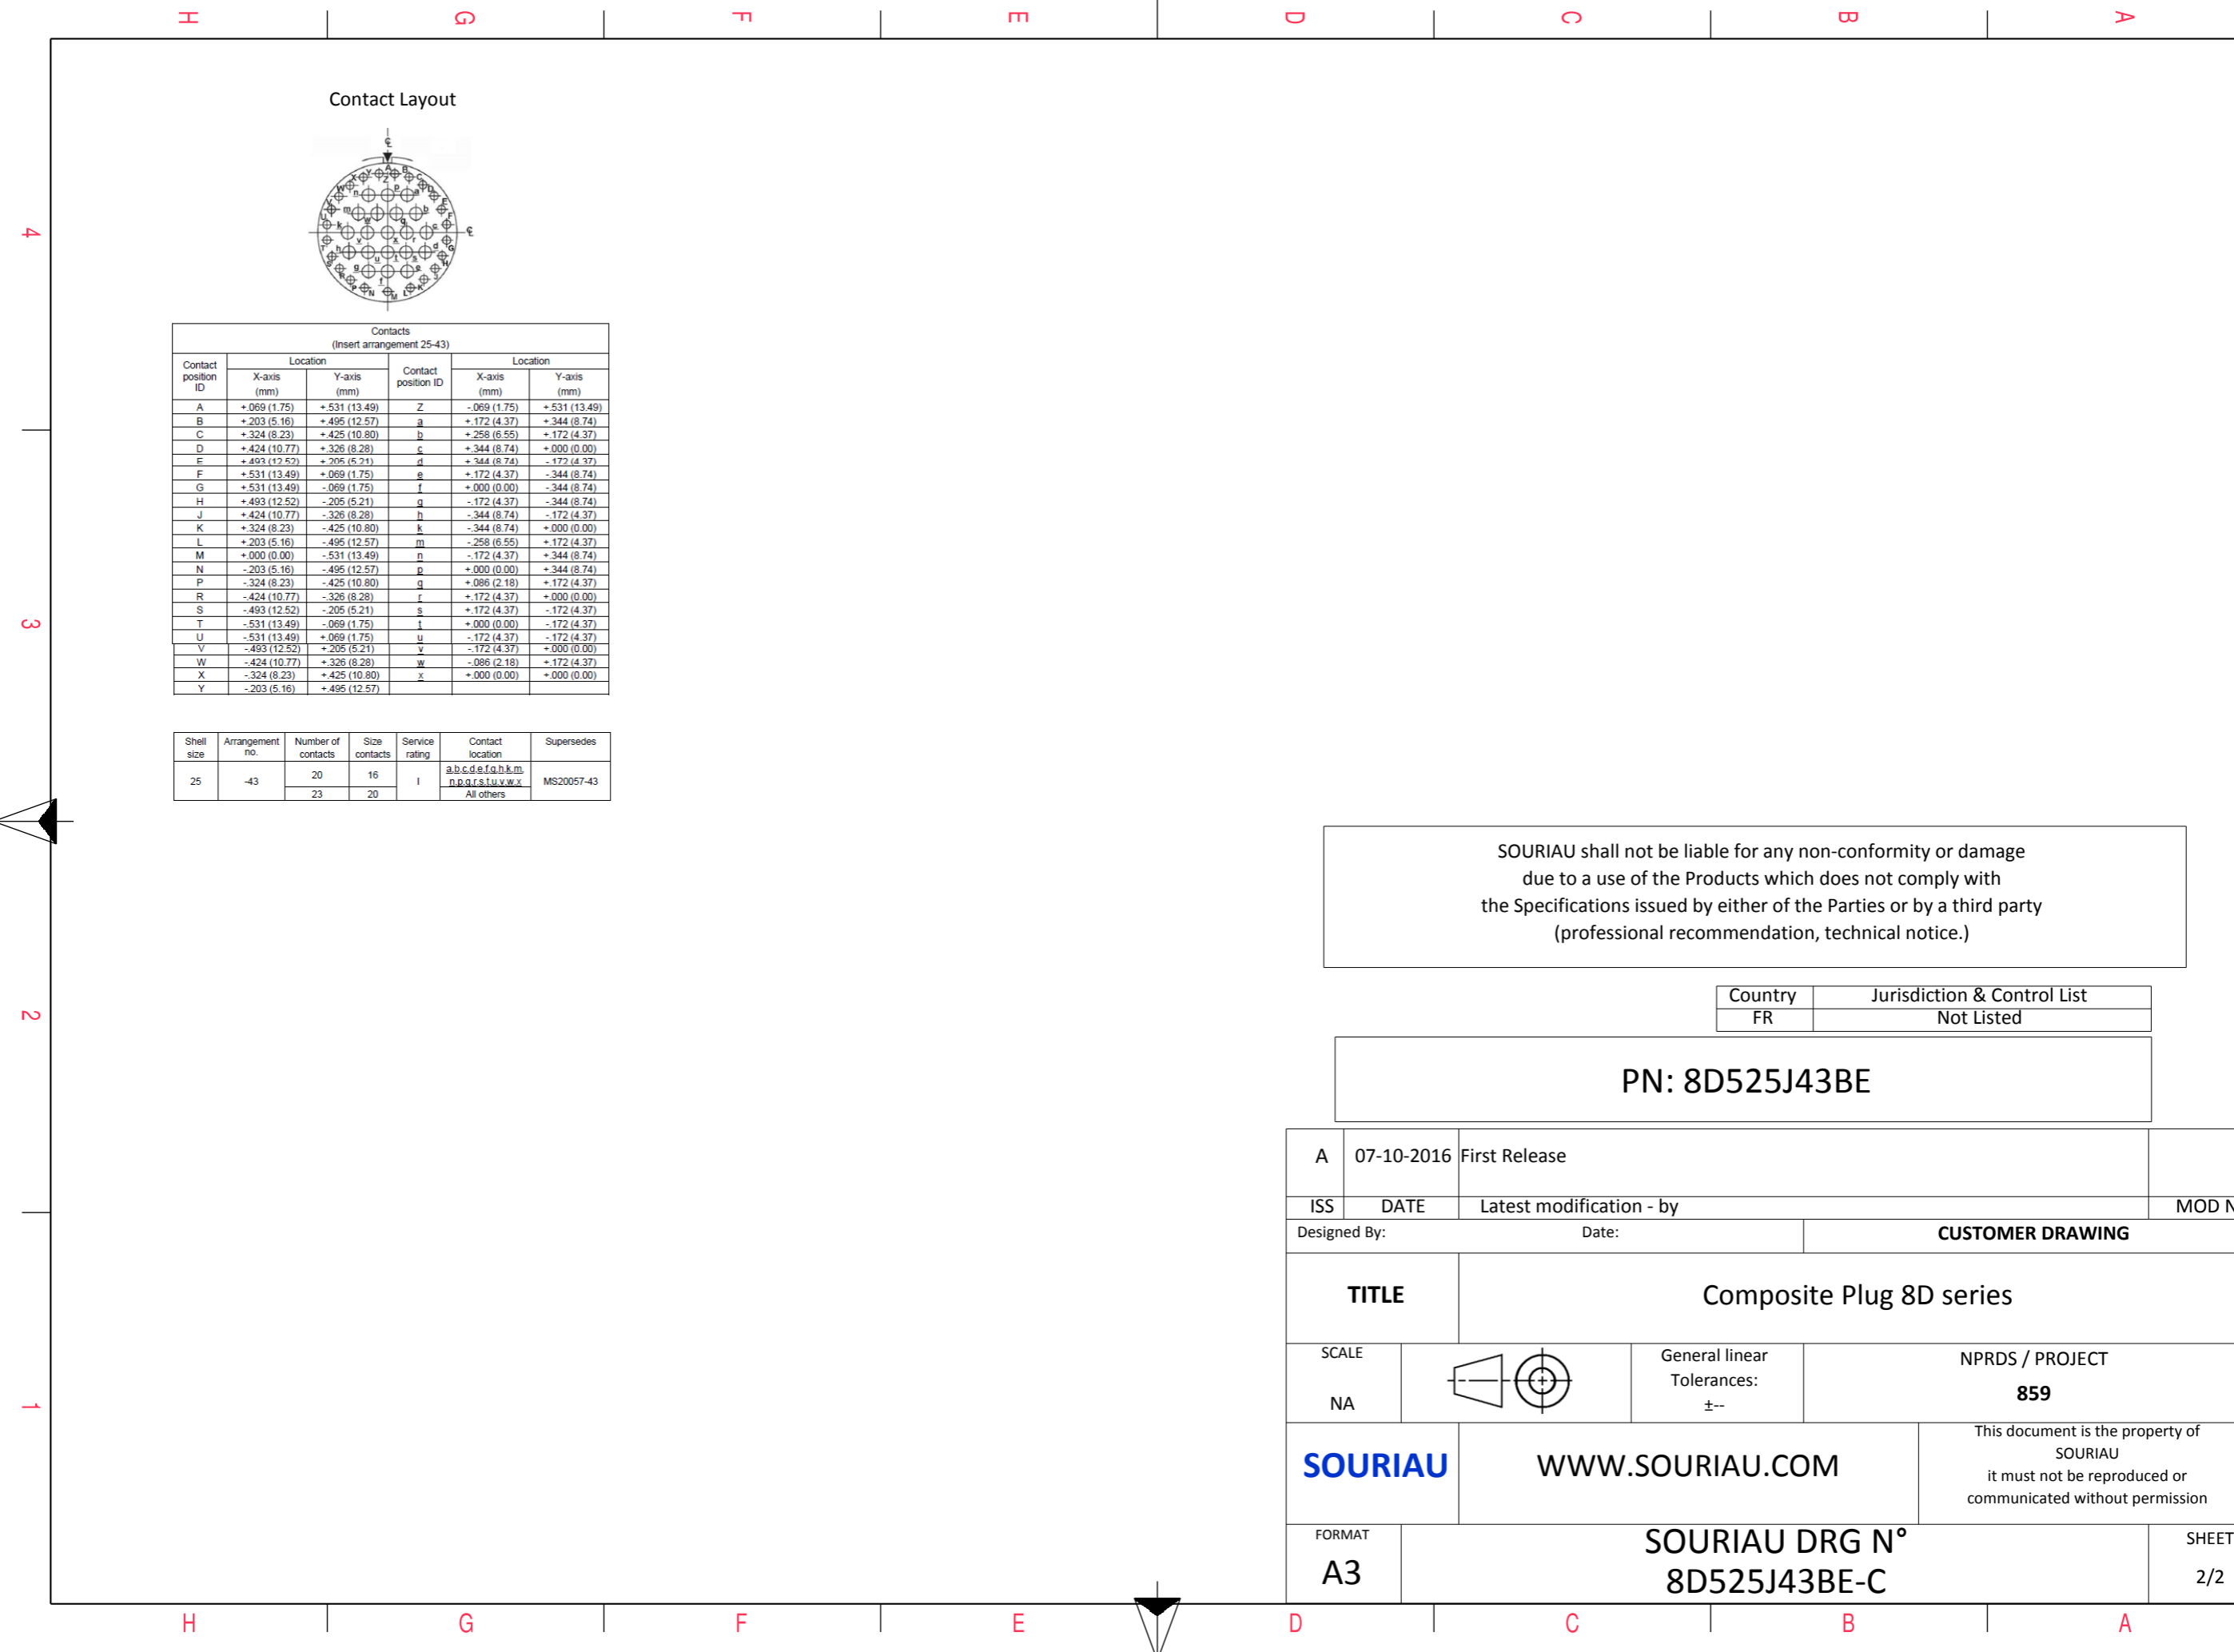 H G F E D C B A
Contact Layout
4
3
2
1
Contacts
(Insert arrangement 25-43)
Contact position ID | Location | Contact position ID | Location
X-axis (mm) | Y-axis (mm) | X-axis (mm) | Y-axis (mm)
A +.069 (1.75) +.531 (13.49) Z -.069 (1.75) +.531 (13.49)
B +.203 (5.16) +.495 (12.57) a +.172 (4.37) +.344 (8.74)
C +.324 (8.23) +.425 (10.80) b +.258 (6.55) +.172 (4.37)
D +.424 (10.77) +.326 (8.28) c +.344 (8.74) +.000 (0.00)
E +.493 (12.52) +.205 (5.21) d +.344 (8.74) -.172 (4.37)
F +.531 (13.49) +.069 (1.75) e +.172 (4.37) -.344 (8.74)
G +.531 (13.49) -.069 (1.75) f +.000 (0.00) -.344 (8.74)
H +.493 (12.52) -.205 (5.21) g -.172 (4.37) -.344 (8.74)
J +.424 (10.77) -.326 (8.28) h -.344 (8.74) -.172 (4.37)
K +.324 (8.23) -.425 (10.80) k -.344 (8.74) +.000 (0.00)
L +.203 (5.16) -.495 (12.57) m -.258 (6.55) +.172 (4.37)
M +.000 (0.00) -.531 (13.49) n -.172 (4.37) +.344 (8.74)
N -.203 (5.16) -.495 (12.57) p +.000 (0.00) +.344 (8.74)
P -.324 (8.23) -.425 (10.80) q +.086 (2.18) +.172 (4.37)
R -.424 (10.77) -.326 (8.28) r +.172 (4.37) +.000 (0.00)
S -.493 (12.52) -.205 (5.21) s +.172 (4.37) -.172 (4.37)
T -.531 (13.49) -.069 (1.75) t +.000 (0.00) -.172 (4.37)
U -.531 (13.49) +.069 (1.75) u -.172 (4.37) -.172 (4.37)
V -.493 (12.52) +.205 (5.21) v -.172 (4.37) +.000 (0.00)
W -.424 (10.77) +.326 (8.28) w -.086 (2.18) +.172 (4.37)
X -.324 (8.23) +.425 (10.80) x +.000 (0.00) +.000 (0.00)
Y -.203 (5.16) +.495 (12.57)
Shell size | Arrangement no. | Number of contacts | Size contacts | Service rating | Contact location | Supersedes
25 -43 20 16 I a,b,c,d,e,f,g,h,k,m, n,p,q,r,s,t,u,v,w,x MS20057-43
23 20 All others
SOURIAU shall not be liable for any non-conformity or damage
due to a use of the Products which does not comply with
the Specifications issued by either of the Parties or by a third party
(professional recommendation, technical notice.)
Country Jurisdiction & Control List
FR Not Listed
PN: 8D525J43BE
A 07-10-2016 First Release
ISS DATE Latest modification - by MOD N
Designed By: Date: CUSTOMER DRAWING
TITLE Composite Plug 8D series
SCALE
NA
General linear
Tolerances:
±--
NPRDS / PROJECT
859
SOURIAU WWW.SOURIAU.COM
This document is the property of
SOURIAU
it must not be reproduced or
communicated without permission
FORMAT
A3
SOURIAU DRG N°
8D525J43BE-C
SHEET
2/2
H G F E D C B A